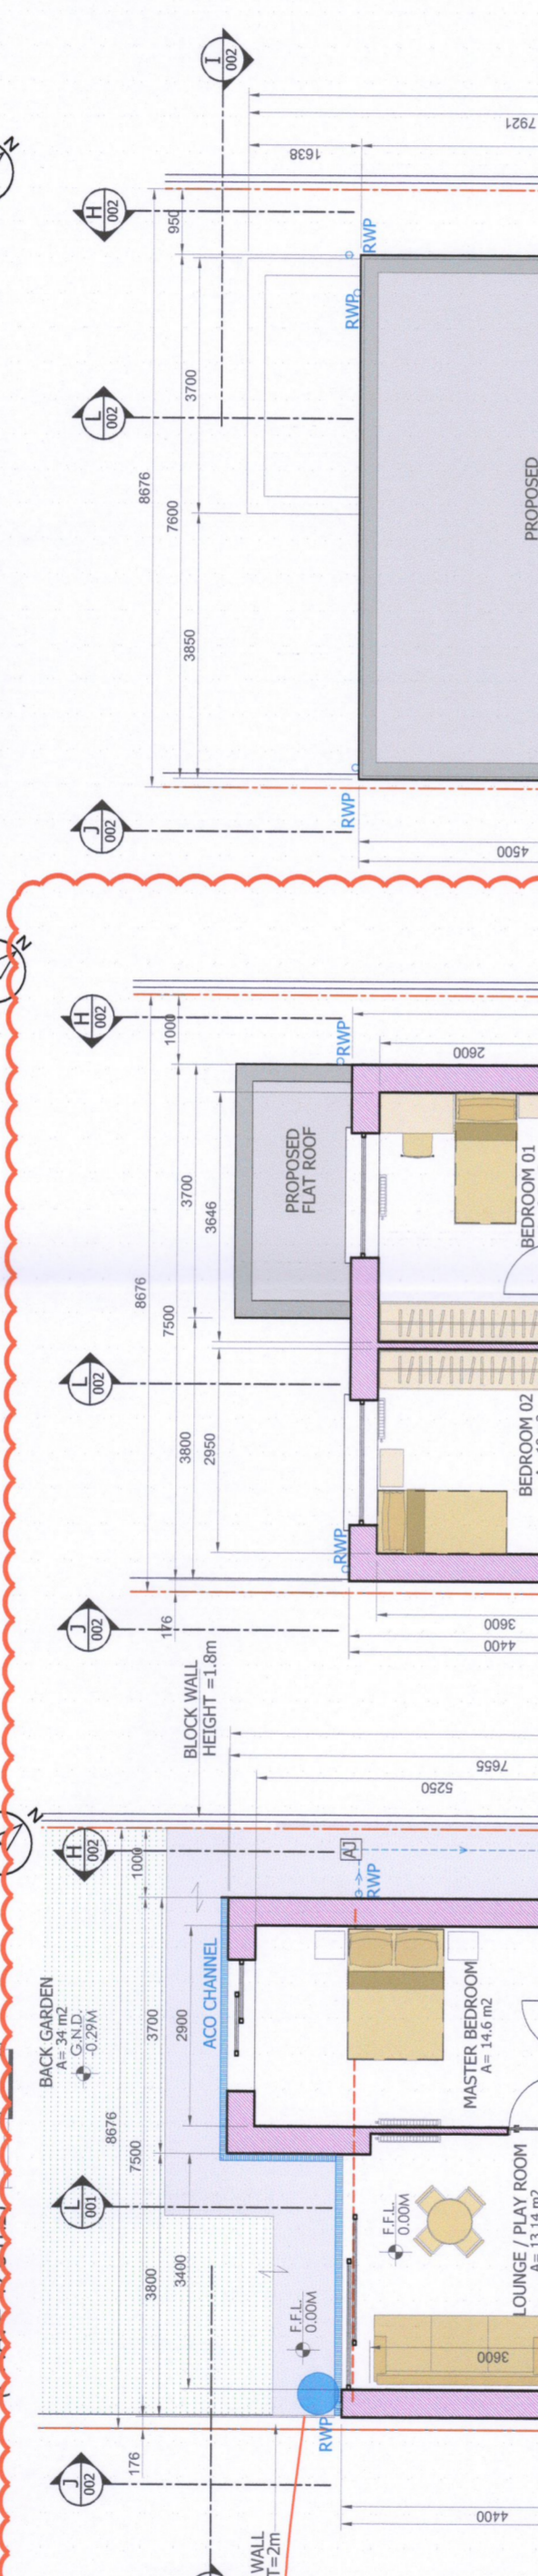 I
002
7921
1638
N
H
002
950
RWP
RWP
3700
L
002
8676
7600
PROPOSED
3850
J
002
RWP
4500
N
H
002
1000
RWP
2600
PROPOSED
FLAT ROOF
3700
3646
BEDROOM 01
8676
7500
L
002
3800
2950
BEDROOM 02
RWP
J
002
176
3600
4400
BLOCK WALL
HEIGHT =1.8m
7655
5250
N
H
002
1000
AJ
RWP
BACK GARDEN
A= 34 m2
G.N.D.
-0.29M
ACO CHANNEL
3700
2900
MASTER BEDROOM
A= 14.6 m2
8676
7500
L
001
3800
3400
F.F.L.
0.00M
LOUNGE / PLAY ROOM
A= 13.14 m2
F.F.L.
0.00M
3600
RWP
176
J
002
4400
WALL
T=2m